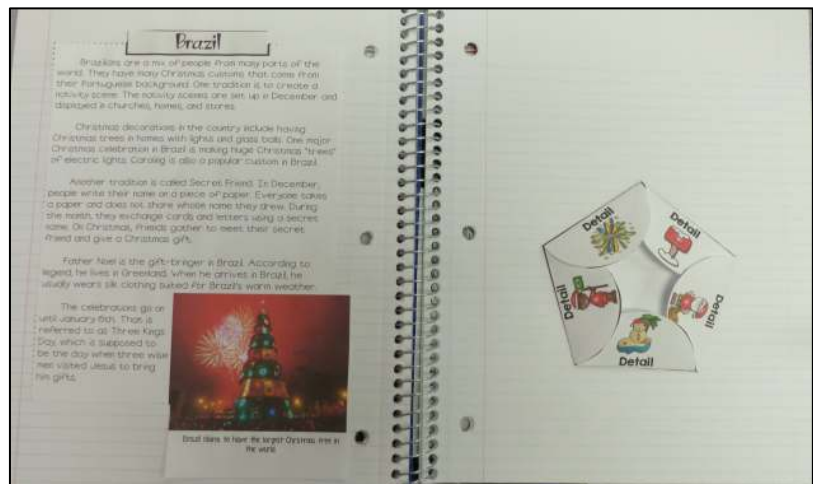 Brazil
Brazilians are a mix of people from many parts of the
world. They have many Christmas customs that come from
their Portuguese background. One tradition is to create a
nativity scene. The nativity scenes are set up in December and
displayed in churches, homes, and stores.
Christmas decorations in the country include having
Christmas trees in homes with lights and glass balls. One major
Christmas celebration in Brazil is making huge Christmas "trees"
of electric lights. Caroling is also a popular custom in Brazil.
Another tradition is called Secret Friend. In December,
people write their name on a piece of paper. Everyone takes
a paper and does not share whose name they drew. During
the month, they exchange cards and letters using a secret
name. On Christmas, friends gather to meet their secret
friend and give a Christmas gift.
Father Noel is the gift-bringer in Brazil. According to
legend, he lives in Greenland. When he arrives in Brazil, he
usually wears silk clothing suited for Brazil's warm weather.
The celebrations go on
until January 6th. That is
referred to as Three Kings
Day, which is supposed to
be the day when three wise
men visited Jesus to bring
him gifts.
Brazil claims to have the largest Christmas tree in
the world.
Detail
Detail
Detail
Detail
Detail